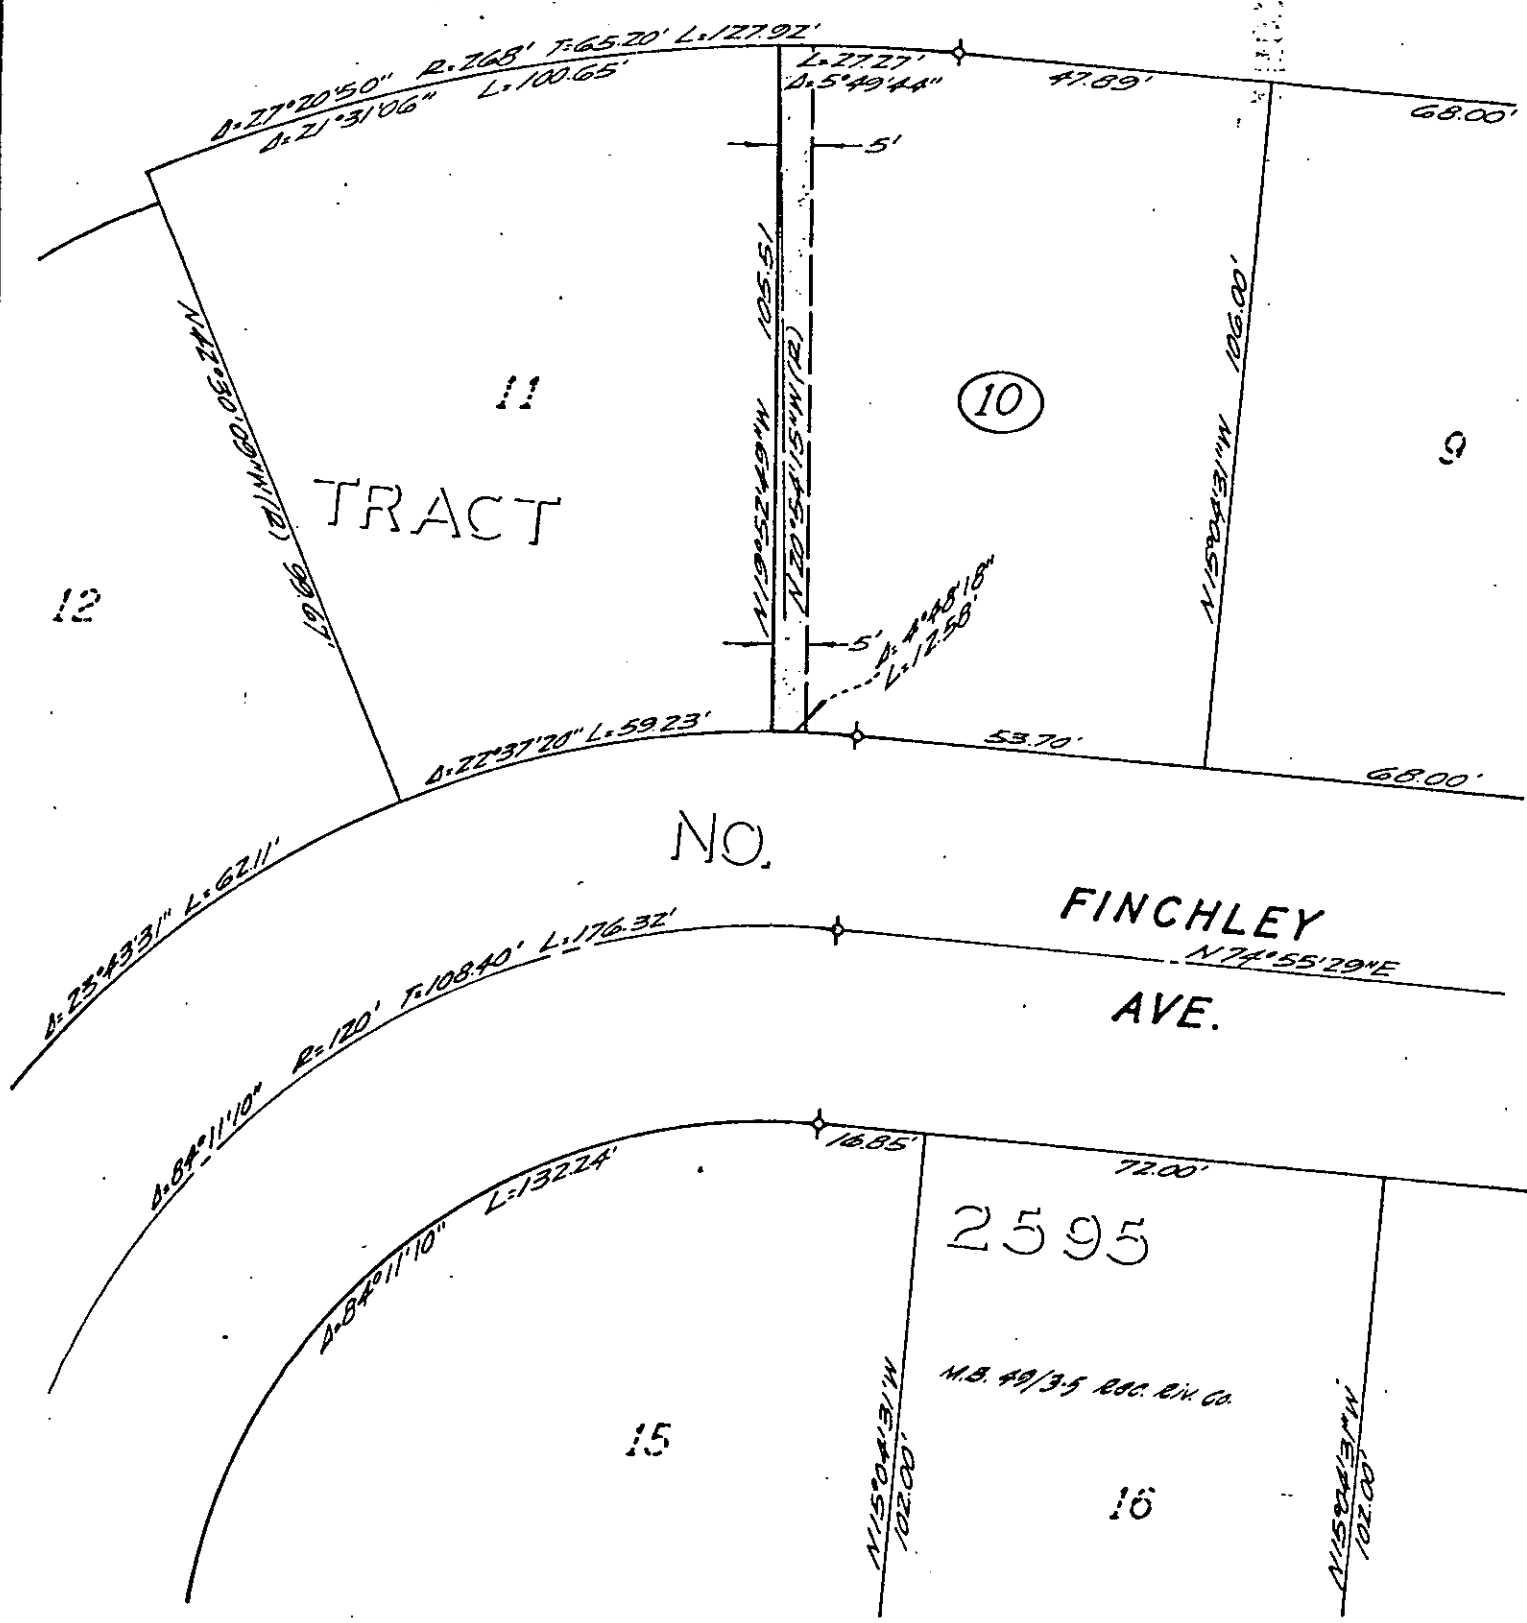 Δ=27°20'50" R=268' T=65.20' L=127.92'
Δ=21°31'06" L=100.65'
L=27.27'
Δ=5°49'44"
47.89'
68.00'
5'
N42°30'09"W(R) 99.67'
11
N19°52'49"W 105.51
N20°54'15"W(R)
10
N15°04'31"W 106.00'
9
TRACT
12
5'
Δ=4°48'18"
L=12.58'
Δ=22°37'20" L=59.23'
53.70'
68.00'
Δ=23°43'31" L=62.11'
NO.
FINCHLEY
N74°55'29"E
AVE.
Δ=84°11'10" R=120' T=108.40' L=176.32'
Δ=84°11'10" L=132.24'
16.85'
72.00'
2595
M.B. 49/3-5 Rec. Riv. Co.
15
N15°04'31"W
102.00'
16
N15°04'31"W
102.00'